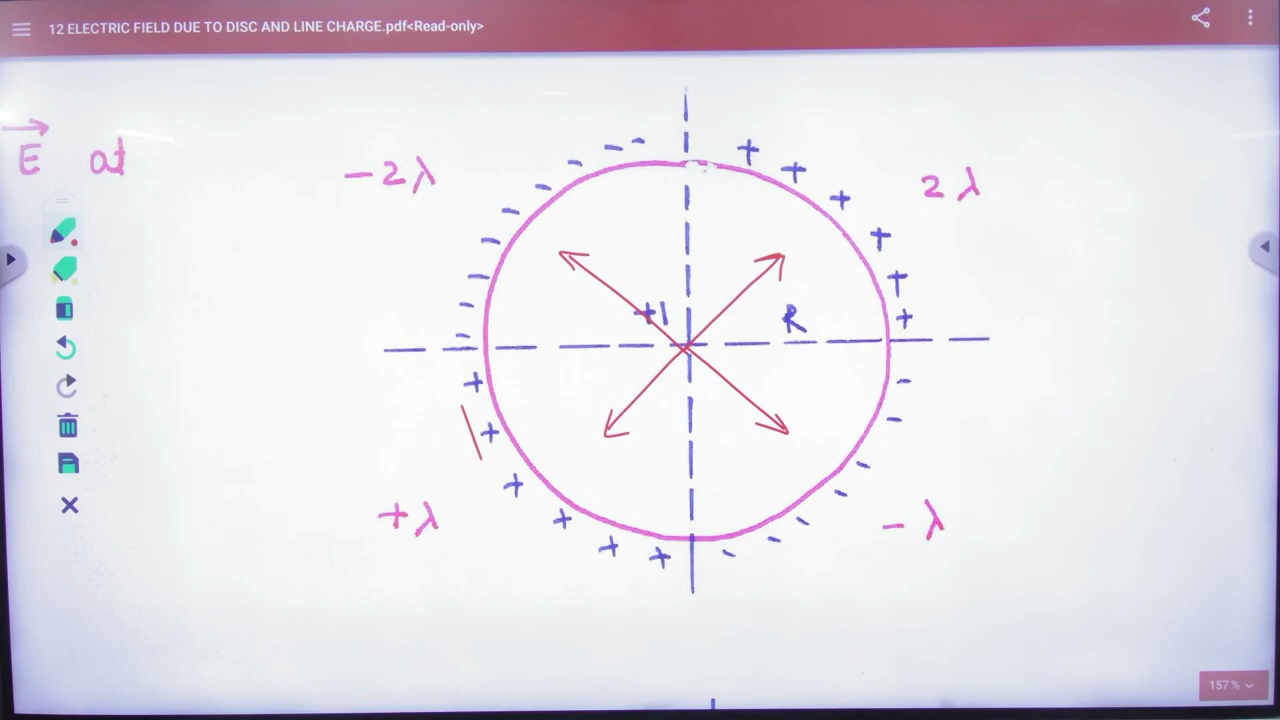 12 ELECTRIC FIELD DUE TO DISC AND LINE CHARGE.pdf<Read-only>
E at
-2λ
2λ
+1
R
+λ
-λ
157 %